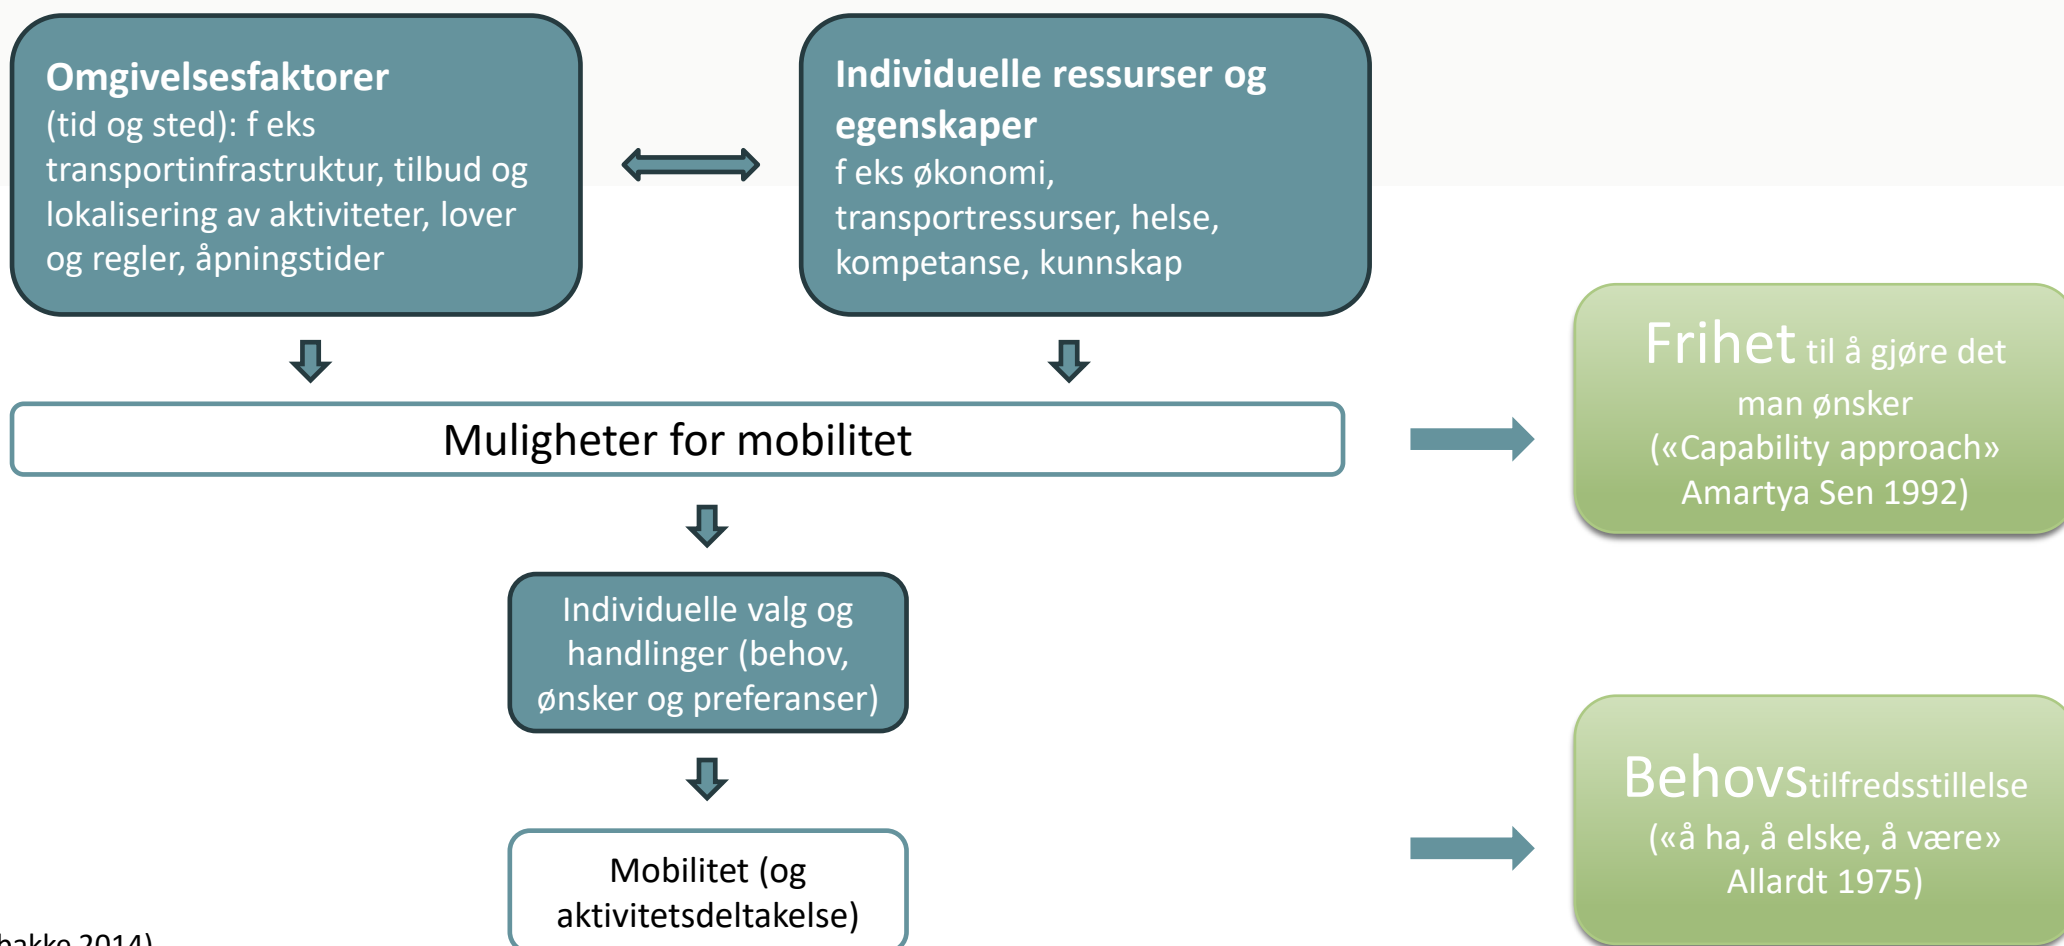 Omgivelsesfaktorer
(tid og sted): f eks
transportinfrastruktur, tilbud og
lokalisering av aktiviteter, lover
og regler, åpningstider
Individuelle ressurser og
egenskaper
f eks økonomi,
transportressurser, helse,
kompetanse, kunnskap
Muligheter for mobilitet
Frihet til å gjøre det
man ønsker
(«Capability approach»
Amartya Sen 1992)
Individuelle valg og
handlinger (behov,
ønsker og preferanser)
Mobilitet (og
aktivitetsdeltakelse)
Behovstilfredsstillelse
(«å ha, å elske, å være»
Allardt 1975)
2014)